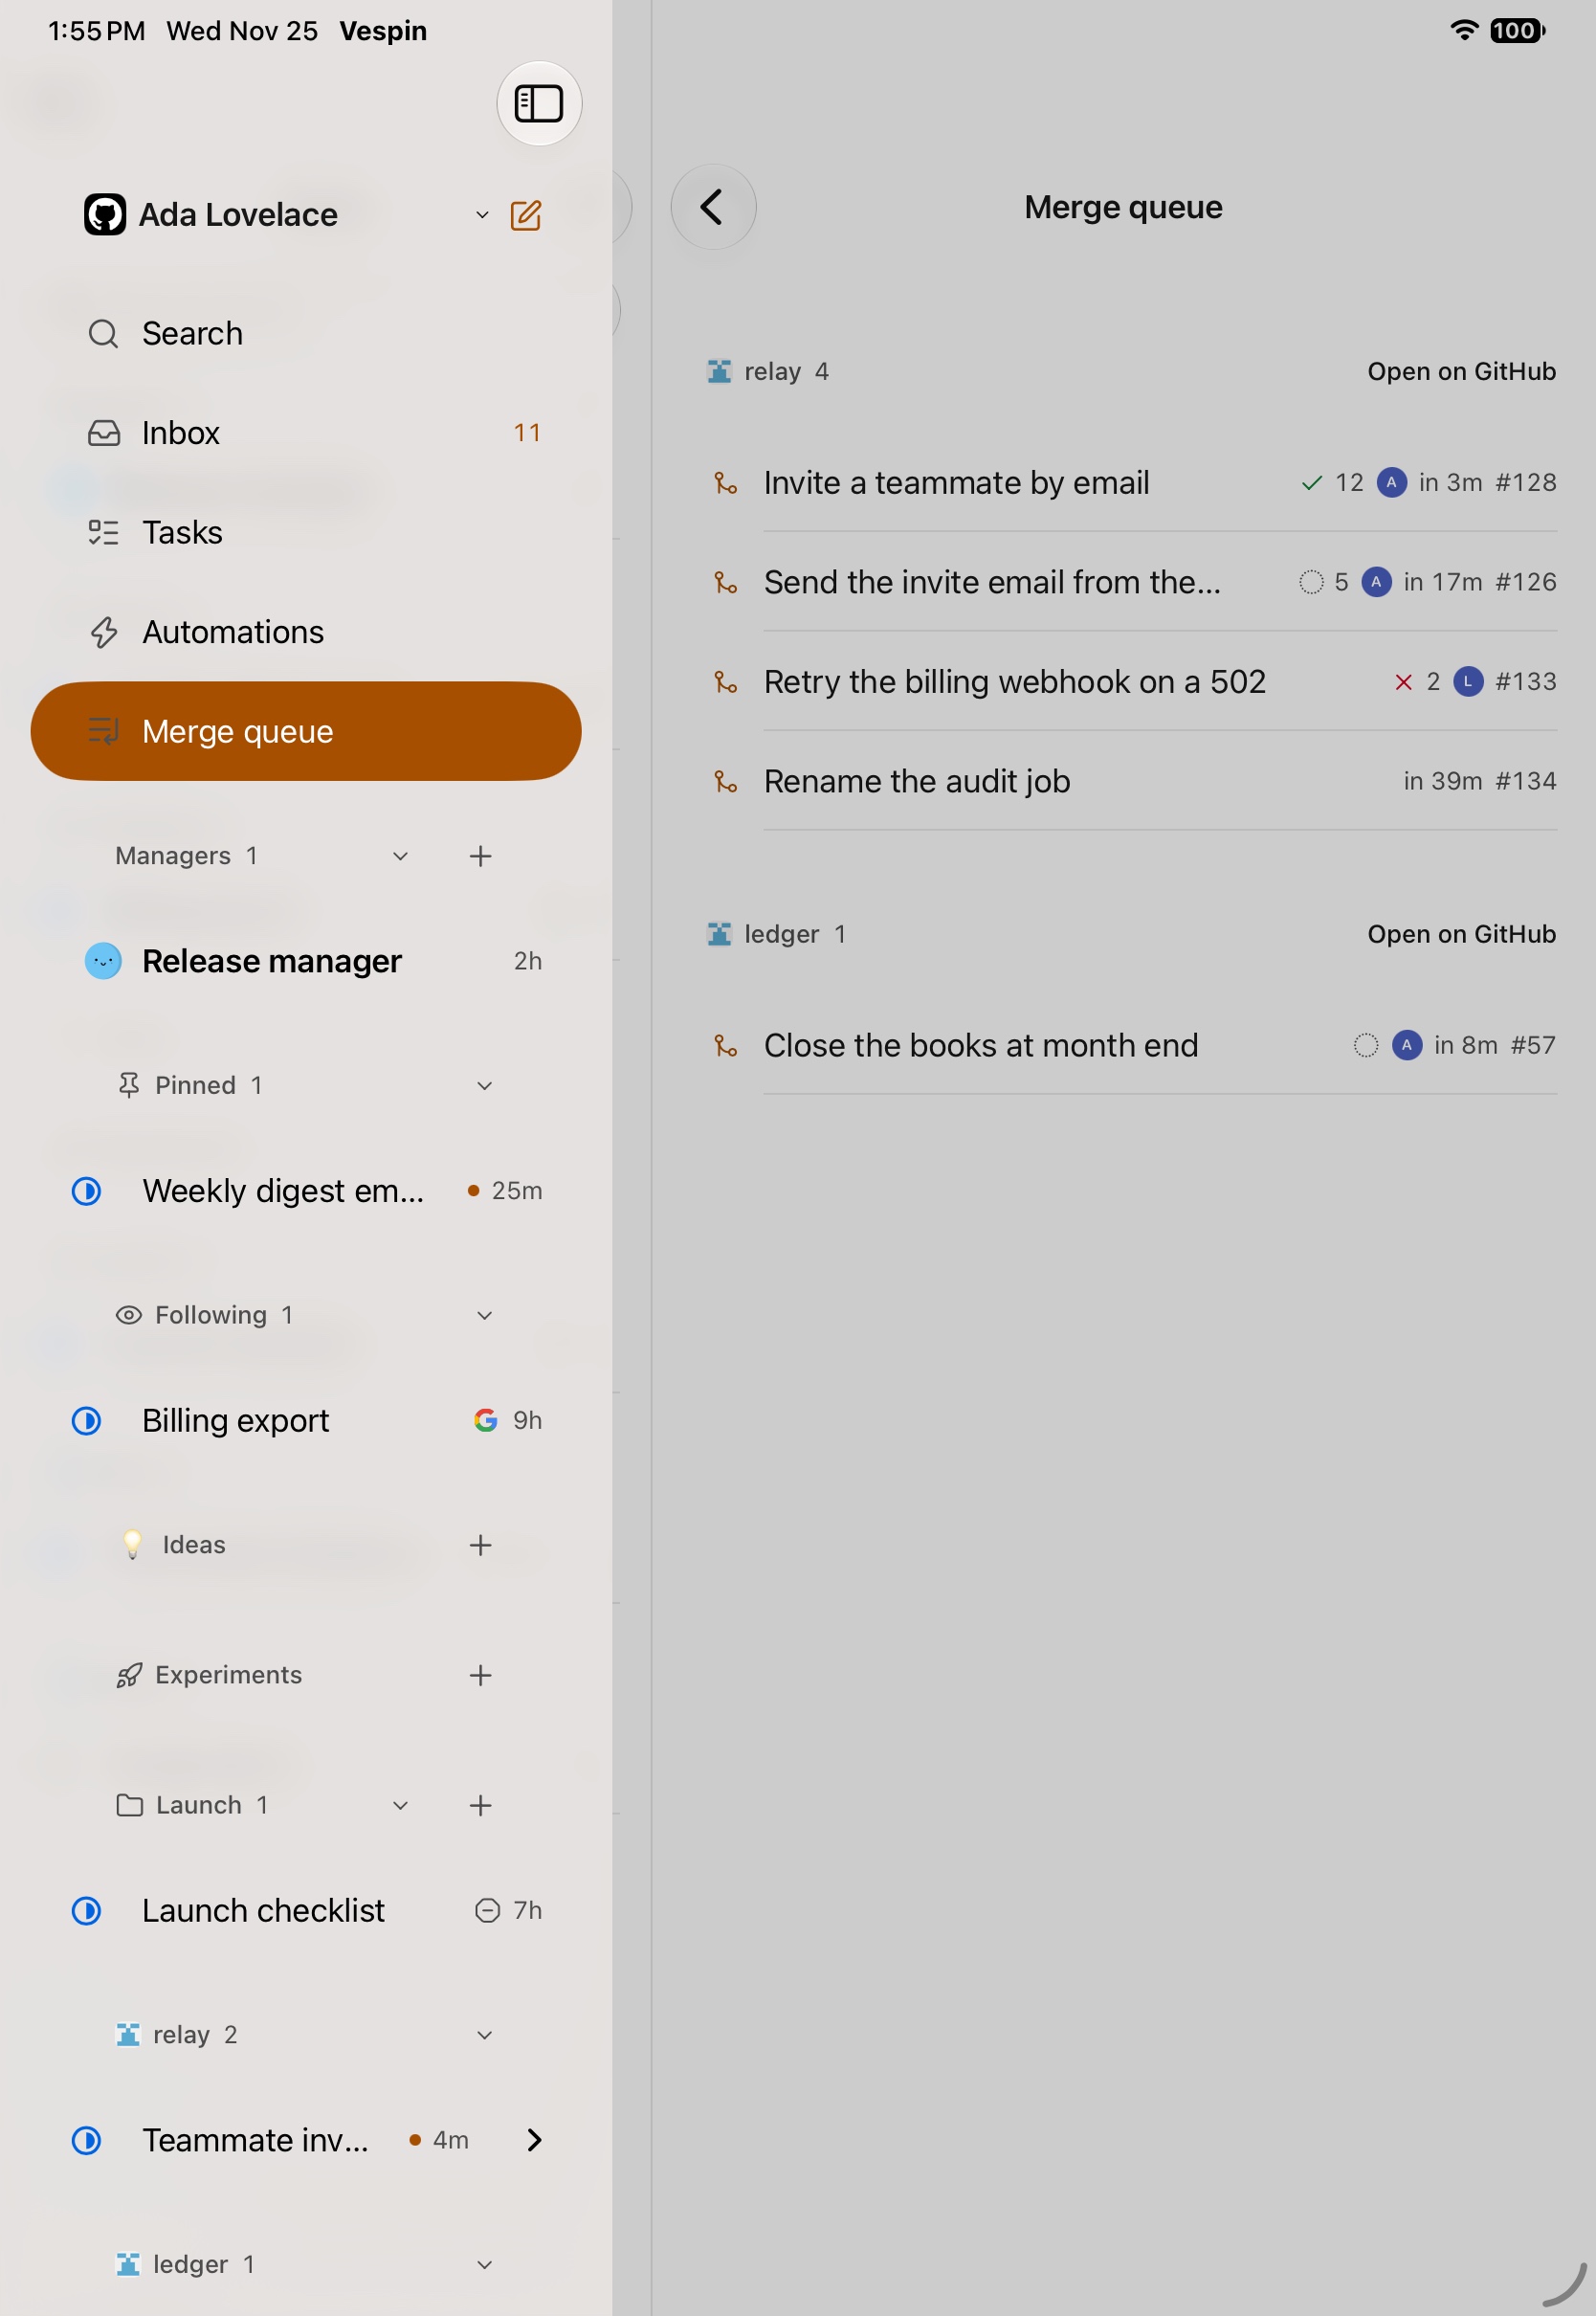 1:55 PM Wed Nov 25 Vespin
100
Ada Lovelace
Search
Inbox 11
Tasks
Automations
Merge queue
Managers 1
Release manager 2h
Pinned 1
Weekly digest em... 25m
Following 1
Billing export 9h
Ideas
Experiments
Launch 1
Launch checklist 7h
relay 2
Teammate inv... 4m
ledger 1
Merge queue
relay 4 Open on GitHub
Invite a teammate by email 12 A in 3m #128
Send the invite email from the... 5 A in 17m #126
Retry the billing webhook on a 502 2 L #133
Rename the audit job in 39m #134
ledger 1 Open on GitHub
Close the books at month end A in 8m #57